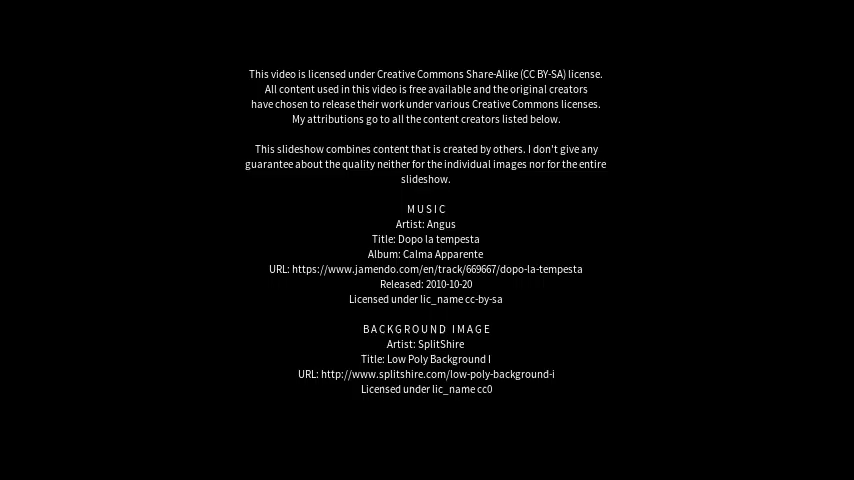 This video is licensed under Creative Commons Share-Alike (CC BY-SA) license.
All content used in this video is free available and the original creators
have chosen to release their work under various Creative Commons licenses.
My attributions go to all the content creators listed below.
This slideshow combines content that is created by others. I don't give any
guarantee about the quality neither for the individual images nor for the entire
slideshow.
MUSIC
Artist: Angus
Title: Dopo la tempesta
Album: Calma Apparente
URL: https://www.jamendo.com/en/track/669667/dopo-la-tempesta
Released: 2010-10-20
Licensed under lic_name cc-by-sa
BACKGROUND IMAGE
Artist: SplitShire
Title: Low Poly Background I
URL: http://www.splitshire.com/low-poly-background-i
Licensed under lic_name cc0